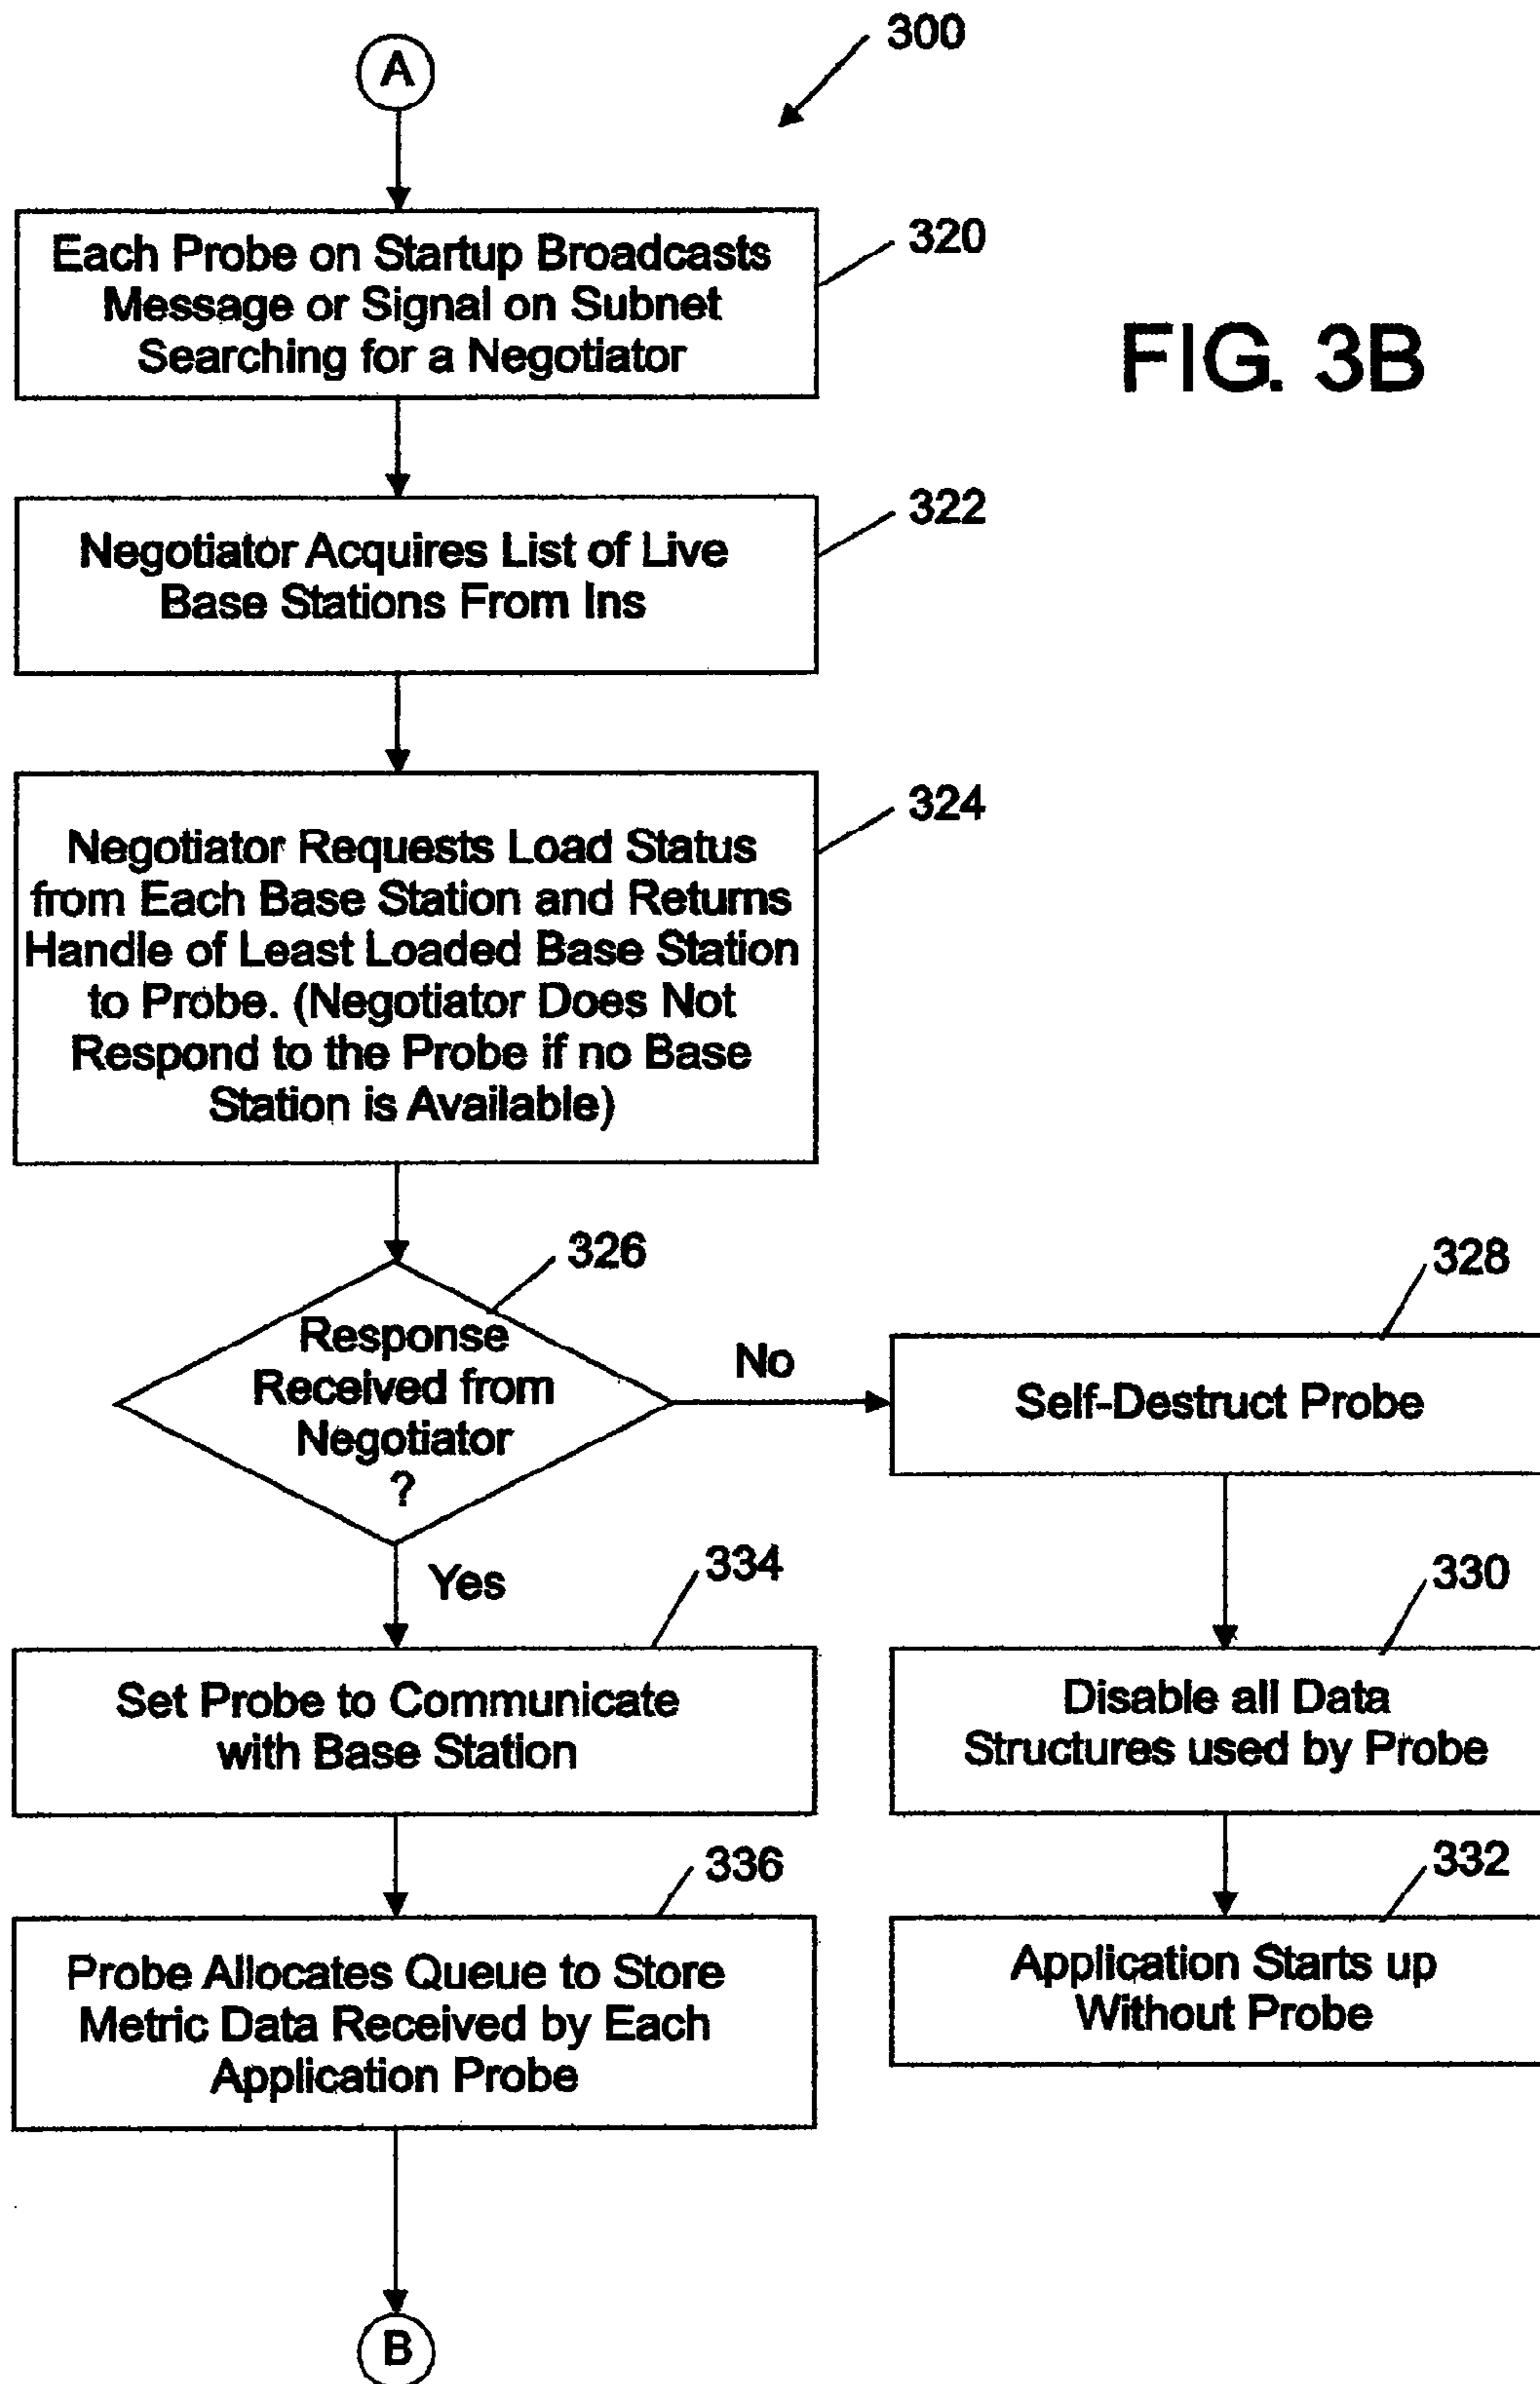 A
300
Each Probe on Startup Broadcasts
Message or Signal on Subnet
Searching for a Negotiator
320
FIG. 3B
Negotiator Acquires List of Live
Base Stations From Ins
322
Negotiator Requests Load Status
from Each Base Station and Returns
Handle of Least Loaded Base Station
to Probe. (Negotiator Does Not
Respond to the Probe if no Base
Station is Available)
324
Response
Received from
Negotiator
?
326
No
Self-Destruct Probe
328
Yes
Set Probe to Communicate
with Base Station
334
Disable all Data
Structures used by Probe
330
Probe Allocates Queue to Store
Metric Data Received by Each
Application Probe
336
Application Starts up
Without Probe
332
B